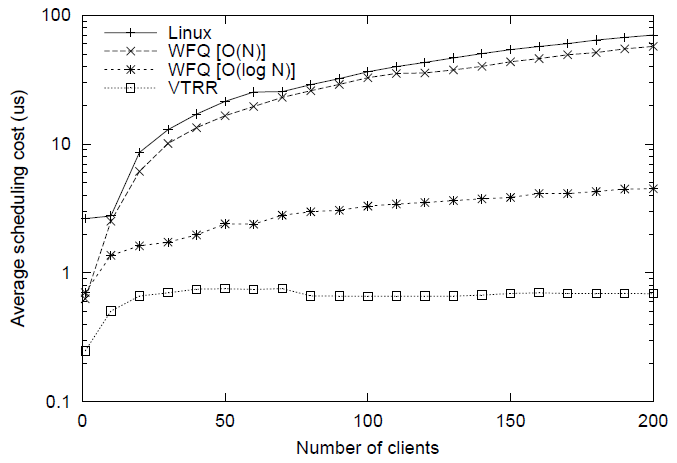 100
Linux
WFQ [O(N)]
WFQ [O(log N)]
VTRR
10
1
0.1
Average scheduling cost (us)
0 50 100 150 200
Number of clients